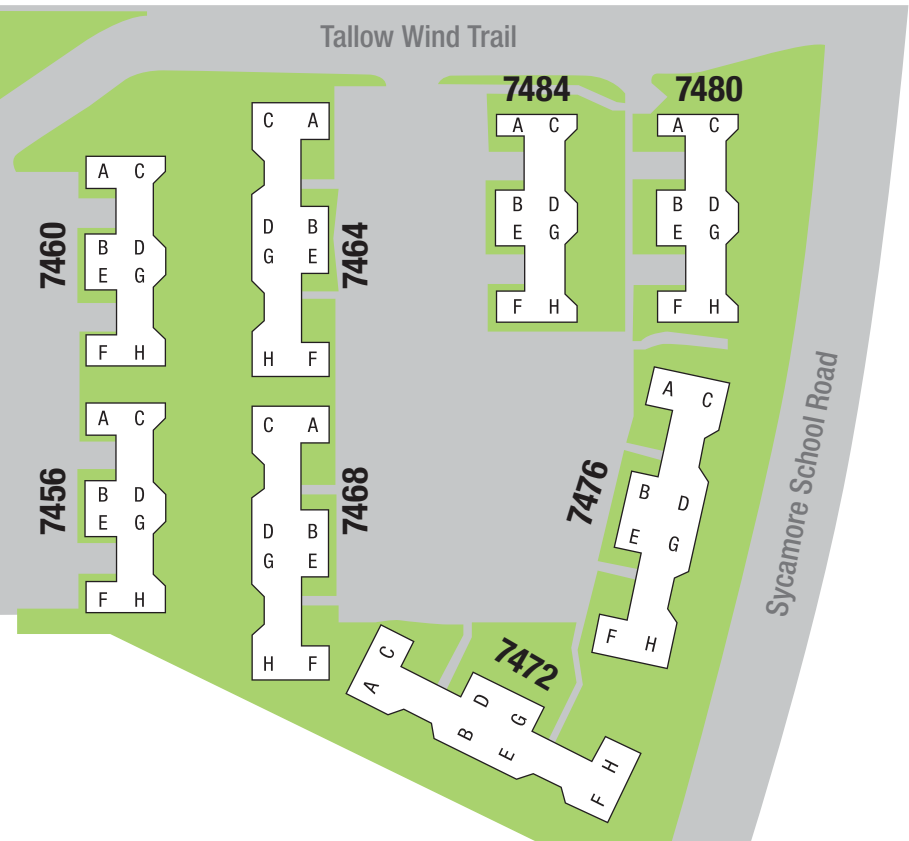 Tallow Wind Trail
7484
7480
A C
B D
E G
F H
A C
B D
E G
F H
7464
C A
D B
G E
H F
7460
A C
B D
E G
F H
7456
A C
B D
E G
F H
7468
C A
D B
G E
H F
7476
A C
B D
E G
F H
7472
C
A
D
G
B
E
H
F
Sycamore School Road